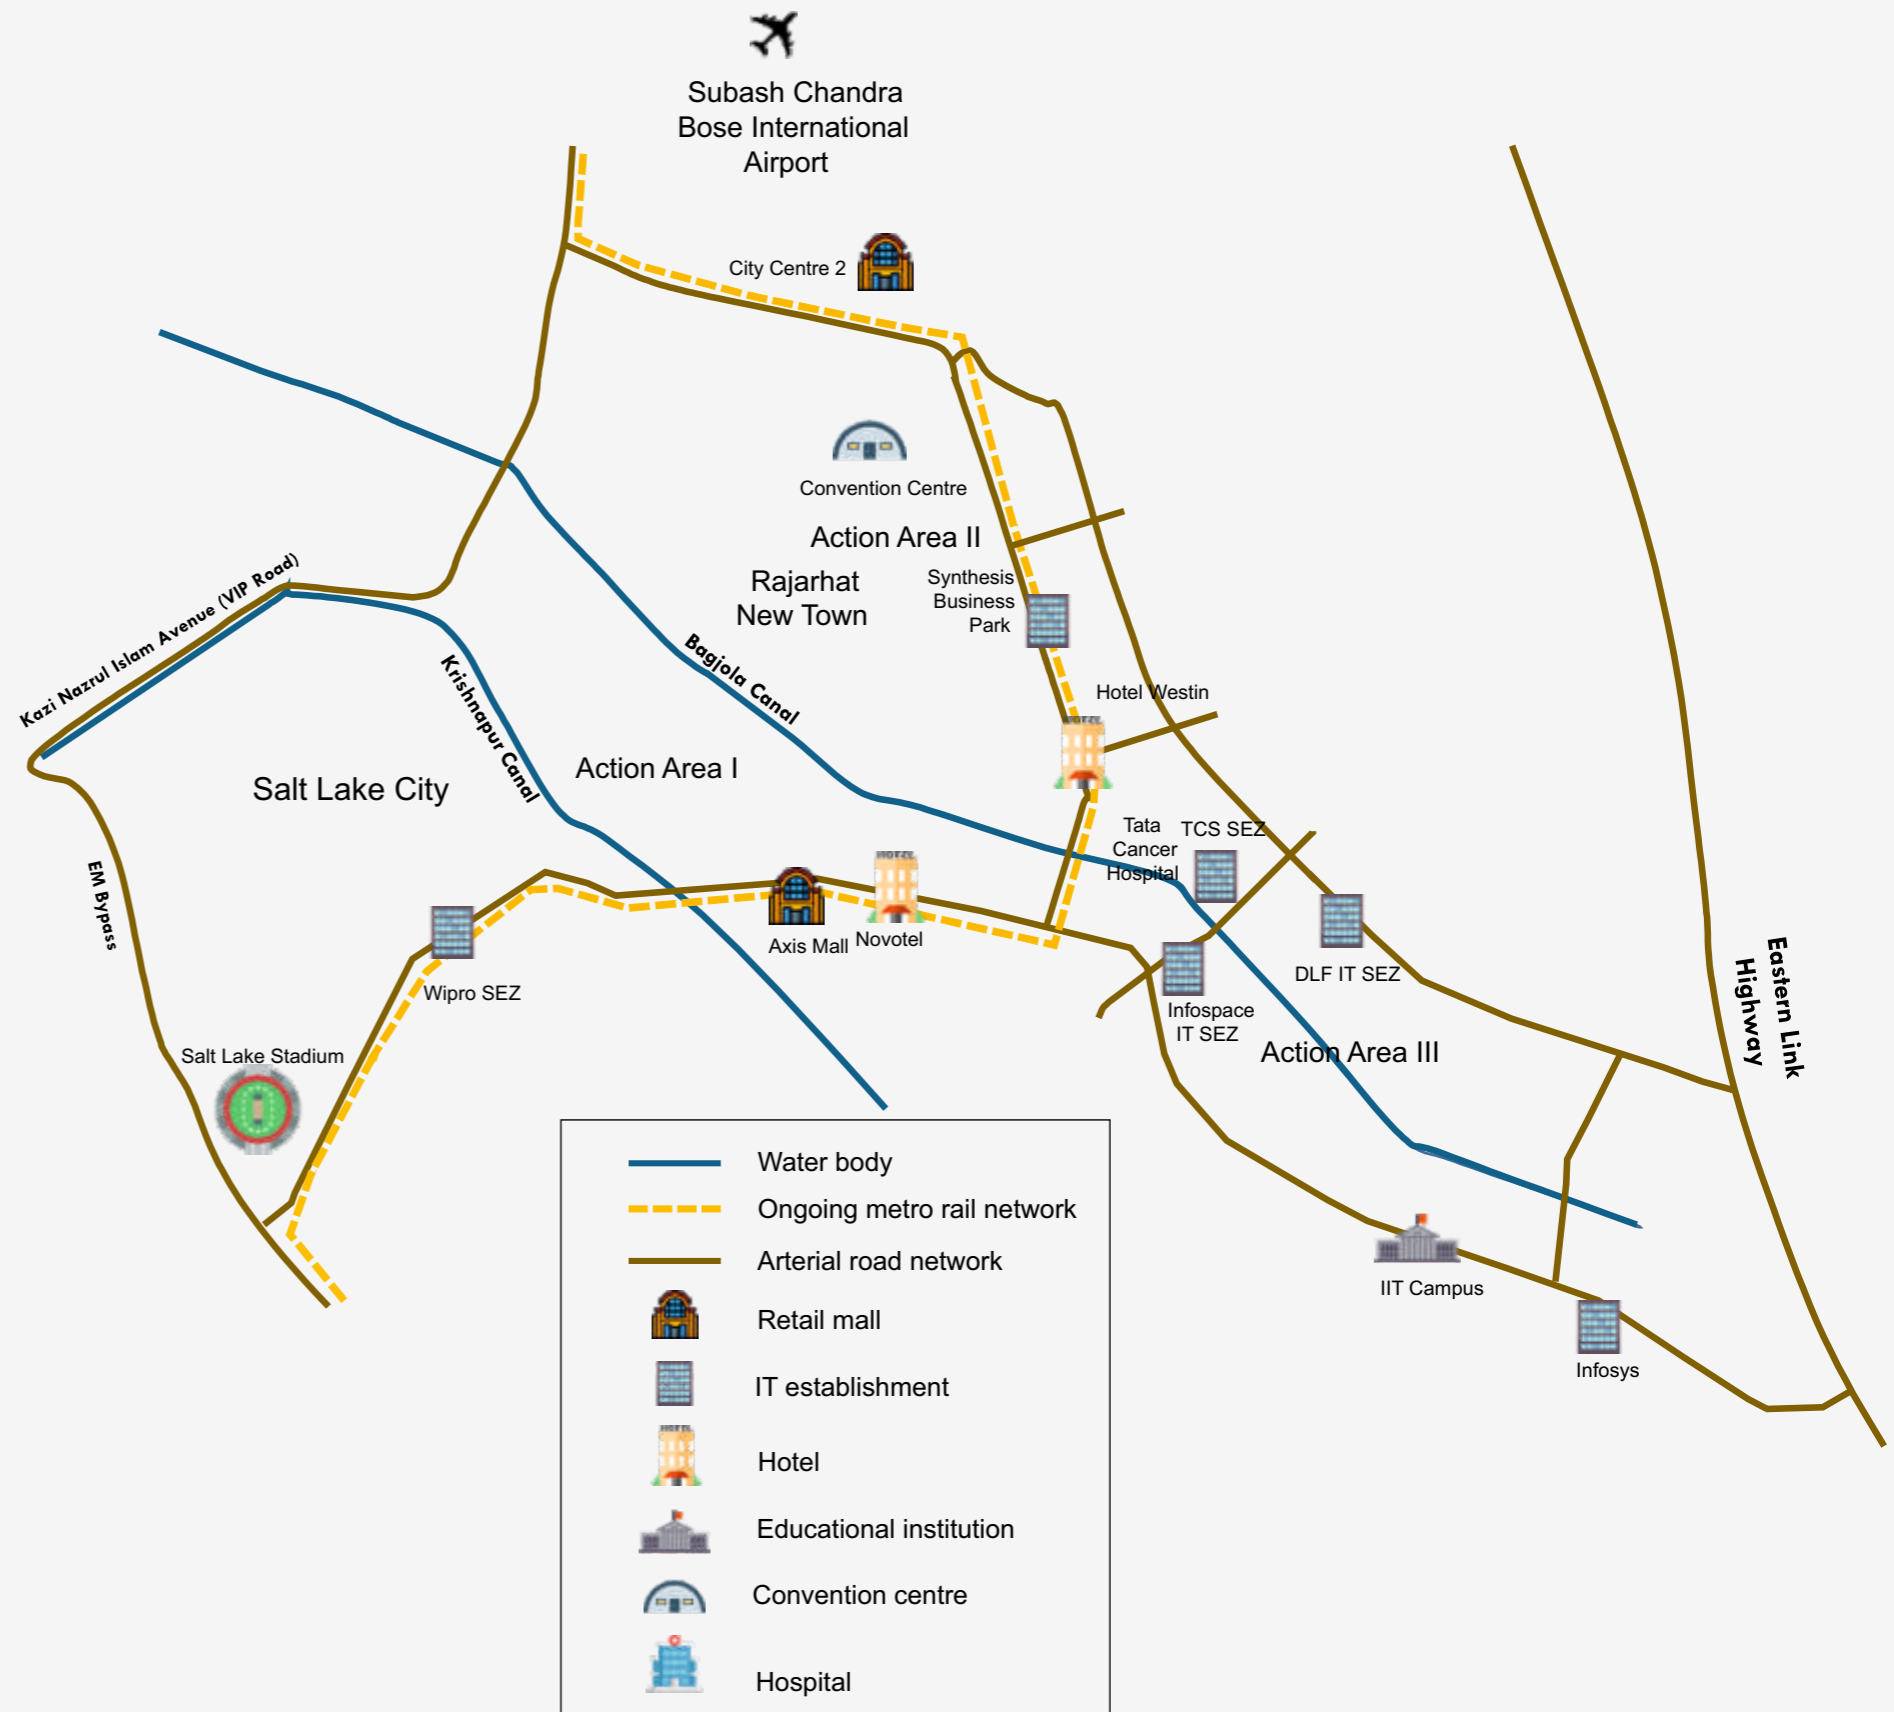 Subash Chandra
Bose International
Airport
City Centre 2
Convention Centre
Action Area II
Rajarhat
New Town
Synthesis
Business
Park
Kazi Nazrul Islam Avenue (VIP Road)
Krishnapur Canal
Bagjola Canal
Hotel Westin
HOTEL
Salt Lake City
Action Area I
EM Bypass
Tata
Cancer
Hospital
TCS SEZ
HOTEL
Axis Mall
Novotel
Wipro SEZ
DLF IT SEZ
Infospace
IT SEZ
Action Area III
Eastern Link
Highway
Salt Lake Stadium
IIT Campus
Infosys
Water body
Ongoing metro rail network
Arterial road network
Retail mall
IT establishment
HOTEL
Hotel
Educational institution
Convention centre
Hospital